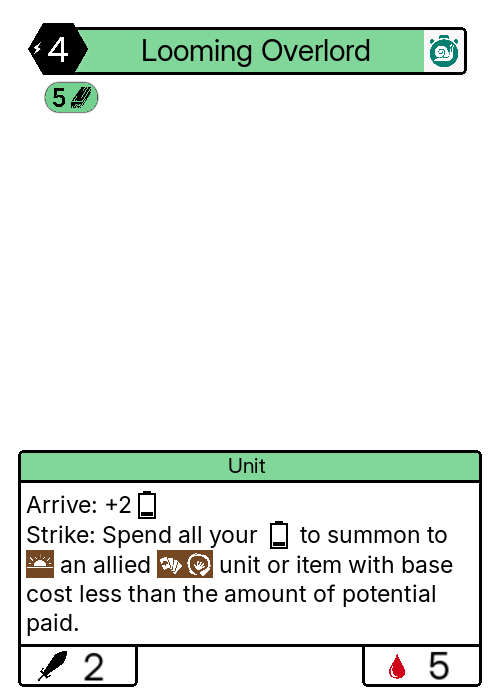 4
Looming Overlord
5
Unit
Arrive: +2
Strike: Spend all your to summon to
an allied unit or item with base
cost less than the amount of potential
paid.
2
5